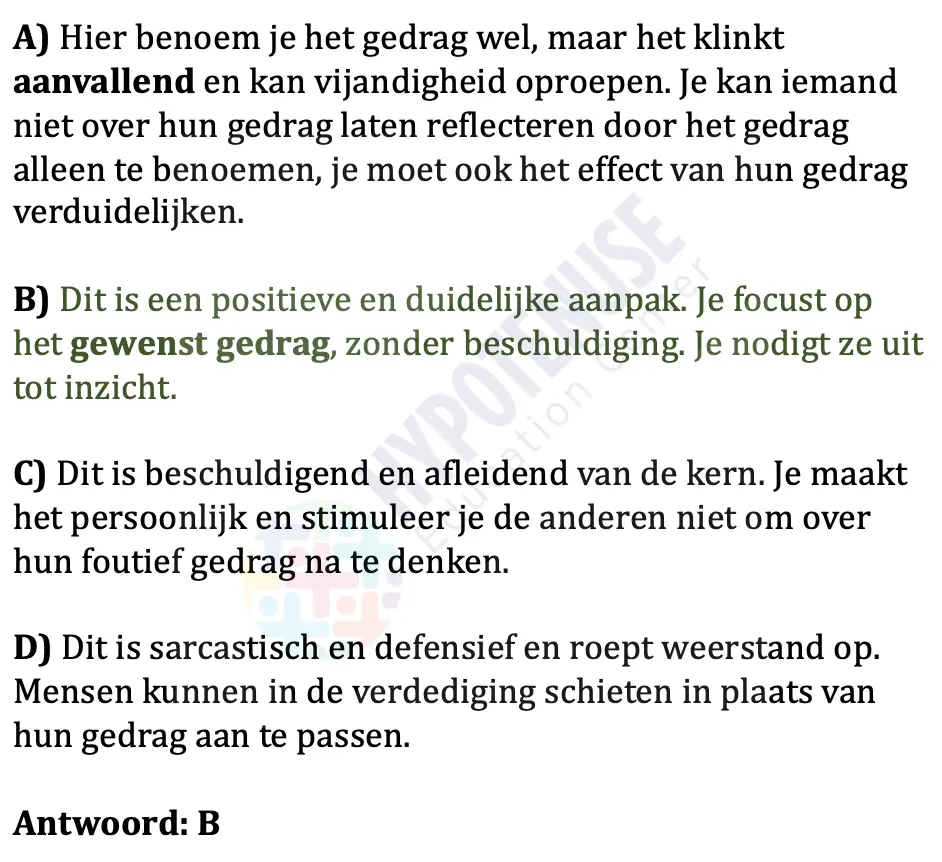 A) Hier benoem je het gedrag wel, maar het klinkt
aanvallend en kan vijandigheid oproepen. Je kan iemand
niet over hun gedrag laten reflecteren door het gedrag
alleen te benoemen, je moet ook het effect van hun gedrag
verduidelijken.
B) Dit is een positieve en duidelijke aanpak. Je focust op
het gewenst gedrag, zonder beschuldiging. Je nodigt ze uit
tot inzicht.
C) Dit is beschuldigend en afleidend van de kern. Je maakt
het persoonlijk en stimuleer je de anderen niet om over
hun foutief gedrag na te denken.
D) Dit is sarcastisch en defensief en roept weerstand op.
Mensen kunnen in de verdediging schieten in plaats van
hun gedrag aan te passen.
Antwoord: B
HYPOTENUSE
Education Center